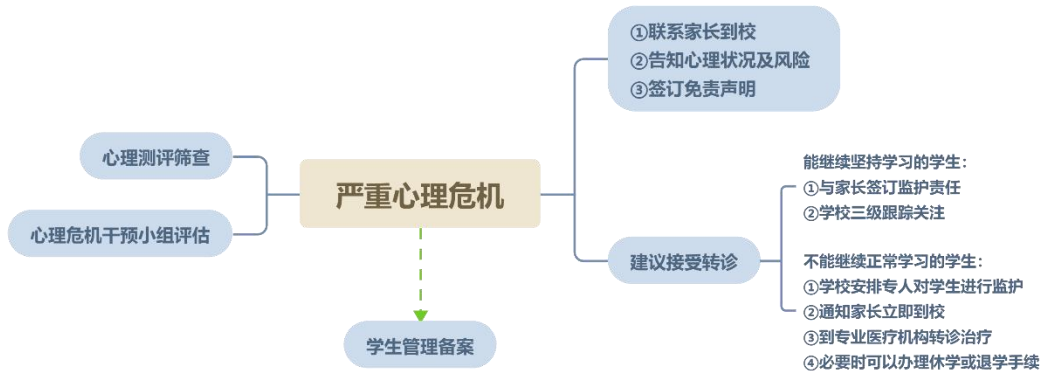 心理测评筛查
心理危机干预小组评估
严重心理危机
学生管理备案
①联系家长到校
②告知心理状况及风险
③签订免责声明
建议接受转诊
能继续坚持学习的学生：
①与家长签订监护责任
②学校三级跟踪关注
不能继续正常学习的学生：
①学校安排专人对学生进行监护
②通知家长立即到校
③到专业医疗机构转诊治疗
④必要时可以办理休学或退学手续